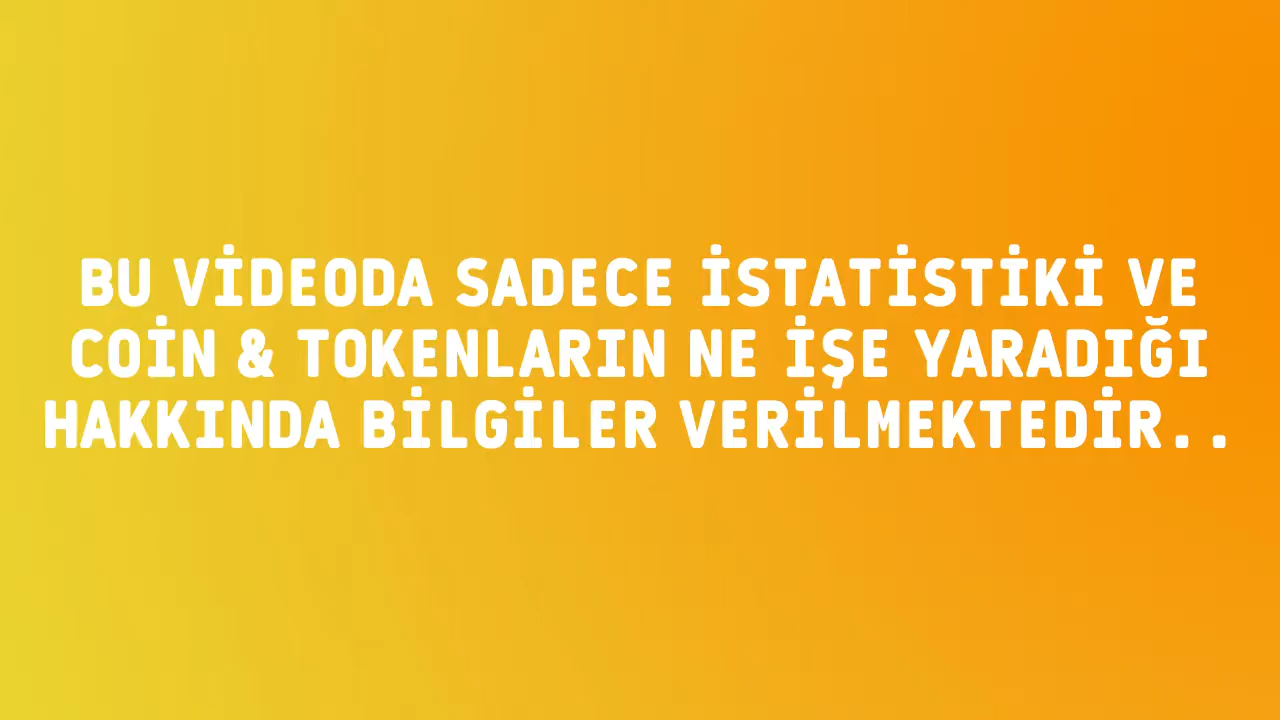 BU VİDEODA SADECE İSTATİSTİKİ VE
COİN & TOKENLARIN NE İŞE YARADIĞI
HAKKINDA BİLGİLER VERİLMEKTEDİR..